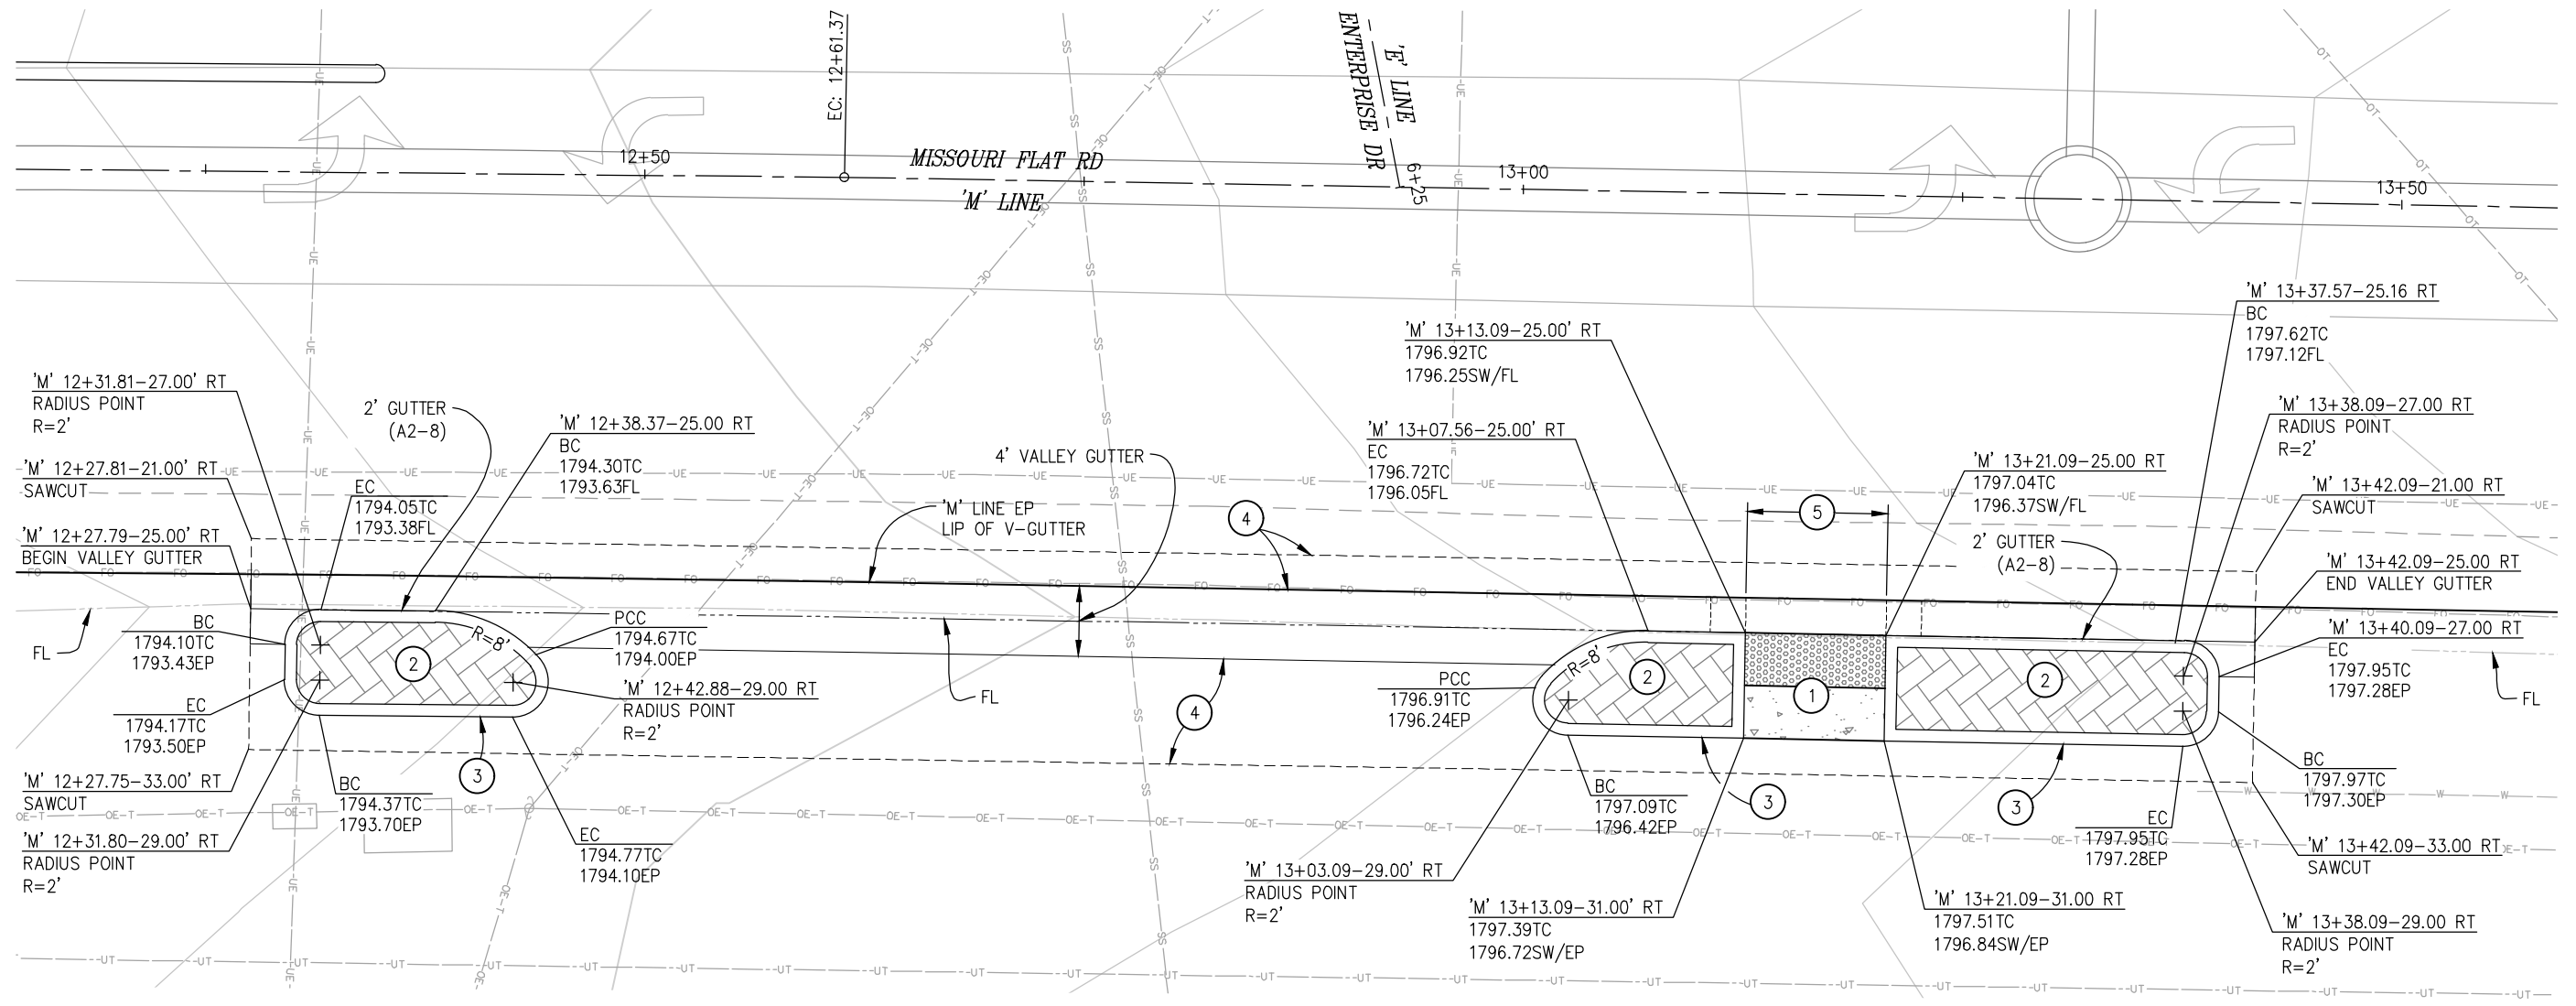 EC: 12+61.37
'E' LINE
ENTERPRISE DR
6+25
12+50
MISSOURI FLAT RD
'M' LINE
13+00
13+50
'M' 12+31.81-27.00' RT
RADIUS POINT
R=2'
'M' 12+27.81-21.00' RT
SAWCUT
'M' 12+27.79-25.00' RT
BEGIN VALLEY GUTTER
FL
BC
1794.10TC
1793.43EP
EC
1794.17TC
1793.50EP
'M' 12+27.75-33.00' RT
SAWCUT
'M' 12+31.80-29.00' RT
RADIUS POINT
R=2'
2' GUTTER
(A2-8)
EC
1794.05TC
1793.38FL
'M' 12+38.37-25.00 RT
BC
1794.30TC
1793.63FL
R=8'
2
PCC
1794.67TC
1794.00EP
'M' 12+42.88-29.00 RT
RADIUS POINT
R=2'
3
BC
1794.37TC
1793.70EP
EC
1794.77TC
1794.10EP
4' VALLEY GUTTER
'M' LINE EP
LIP OF V-GUTTER
4
FL
4
'M' 13+13.09-25.00' RT
1796.92TC
1796.25SW/FL
'M' 13+07.56-25.00' RT
EC
1796.72TC
1796.05FL
5
'M' 13+21.09-25.00 RT
1797.04TC
1796.37SW/FL
2' GUTTER
(A2-8)
'M' 13+37.57-25.16 RT
BC
1797.62TC
1797.12FL
'M' 13+38.09-27.00 RT
RADIUS POINT
R=2'
'M' 13+42.09-21.00 RT
SAWCUT
'M' 13+42.09-25.00 RT
END VALLEY GUTTER
'M' 13+40.09-27.00 RT
EC
1797.95TC
1797.28EP
FL
R=8'
2
1
2
PCC
1796.91TC
1796.24EP
BC
1797.09TC
1796.42EP
3
3
'M' 13+03.09-29.00' RT
RADIUS POINT
R=2'
'M' 13+13.09-31.00' RT
1797.39TC
1796.72SW/EP
'M' 13+21.09-31.00 RT
1797.51TC
1796.84SW/EP
EC
1797.95TC
1797.28EP
BC
1797.97TC
1797.30EP
'M' 13+42.09-33.00 RT
SAWCUT
'M' 13+38.09-29.00 RT
RADIUS POINT
R=2'